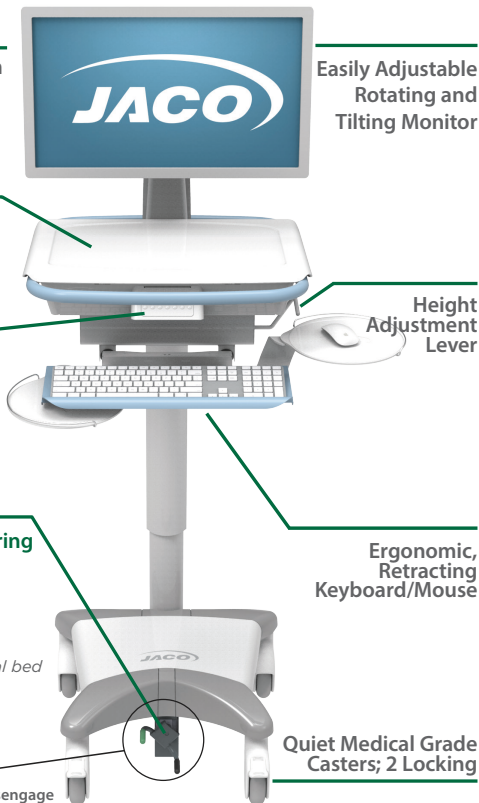 JACO
Easily Adjustable
Rotating and
Tilting Monitor
Height
Adjustment
Lever
Ergonomic,
Retracting
Keyboard/Mouse
JACO
bed
Quiet Medical Grade
Casters; 2 Locking